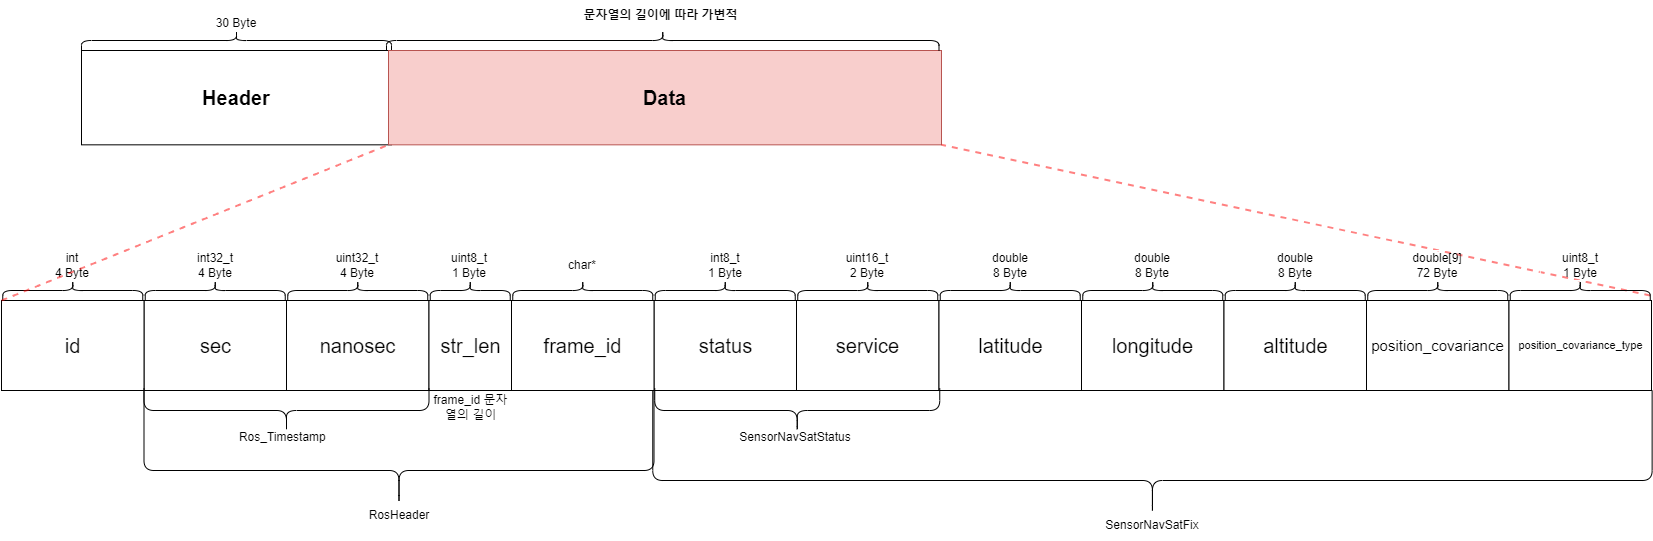 30 Byte
문자열의 길이에 따라 가변적
Header
Data
int
4 Byte
int32_t
4 Byte
uint32_t
4 Byte
uint8_t
1 Byte
char*
int8_t
1 Byte
uint16_t
2 Byte
double
8 Byte
double
8 Byte
double
8 Byte
double[9]
72 Byte
uint8_t
1 Byte
id
sec
nanosec
str_len
frame_id
status
service
latitude
longitude
altitude
position_covariance
position_covariance_type
frame_id 문자
열의 길이
Ros_Timestamp
SensorNavSatStatus
RosHeader
SensorNavSatFix